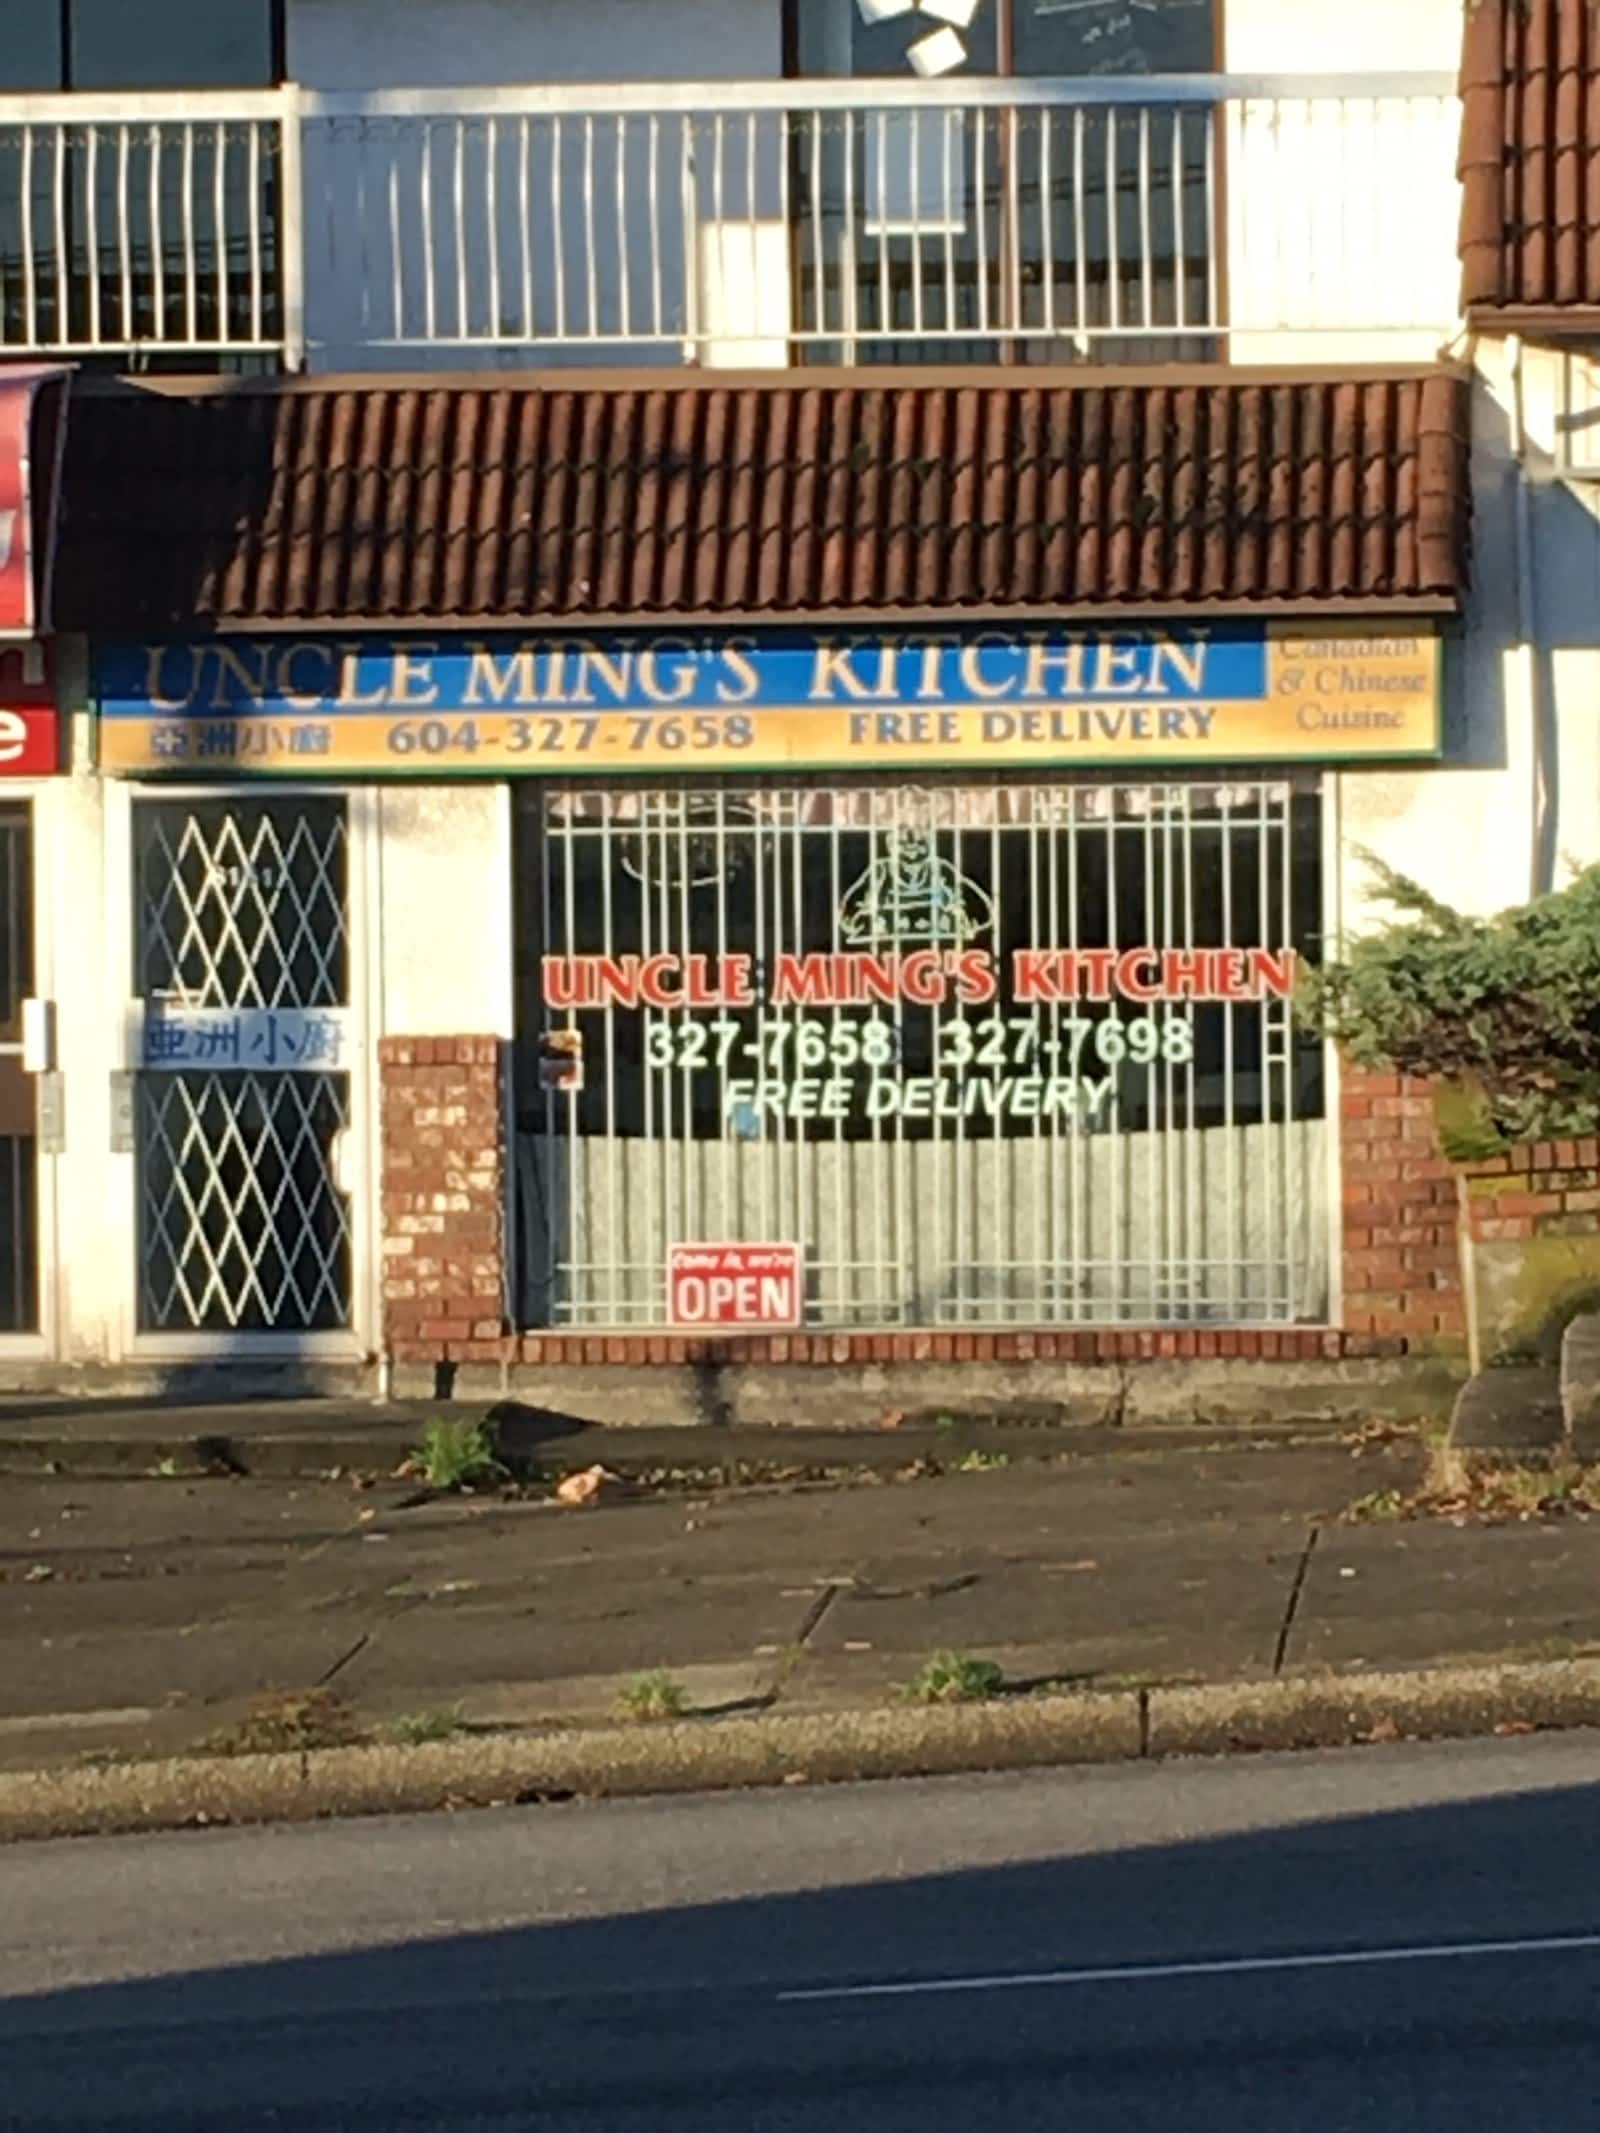 UNCLE MING'S KITCHEN
Canadian
& Chinese
Cuisine
亞洲小廚 604-327-7658 FREE DELIVERY
UNCLE MING'S KITCHEN
327-7658 327-7698
FREE DELIVERY
亞洲小廚
Come in, we're
OPEN
e